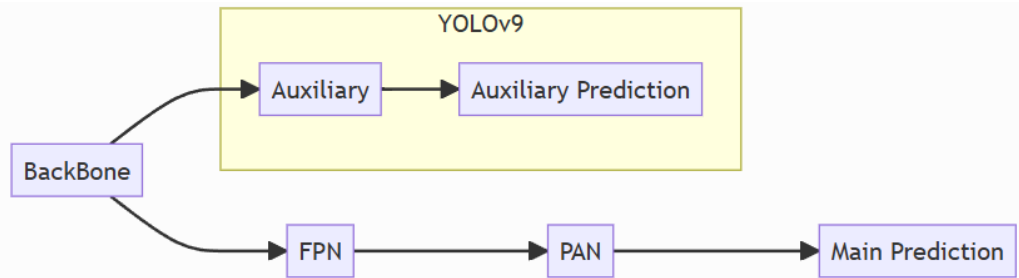 YOLOv9
Auxiliary
Auxiliary Prediction
BackBone
FPN
PAN
Main Prediction